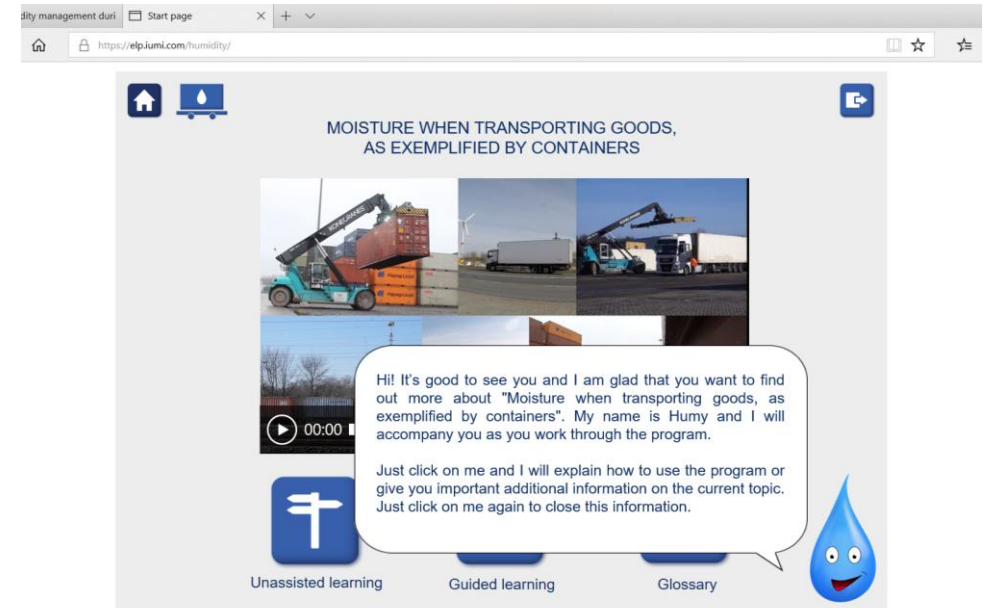 dity management duri
Start page
https://elp.iumi.com/humidity/
MOISTURE WHEN TRANSPORTING GOODS,
AS EXEMPLIFIED BY CONTAINERS
KONECRANES
Hapag-Lloyd
00:00
Hi! It's good to see you and I am glad that you want to find
out more about "Moisture when transporting goods, as
exemplified by containers". My name is Humy and I will
accompany you as you work through the program.
Just click on me and I will explain how to use the program or
give you important additional information on the current topic.
Just click on me again to close this information.
Unassisted learning
Guided learning
Glossary